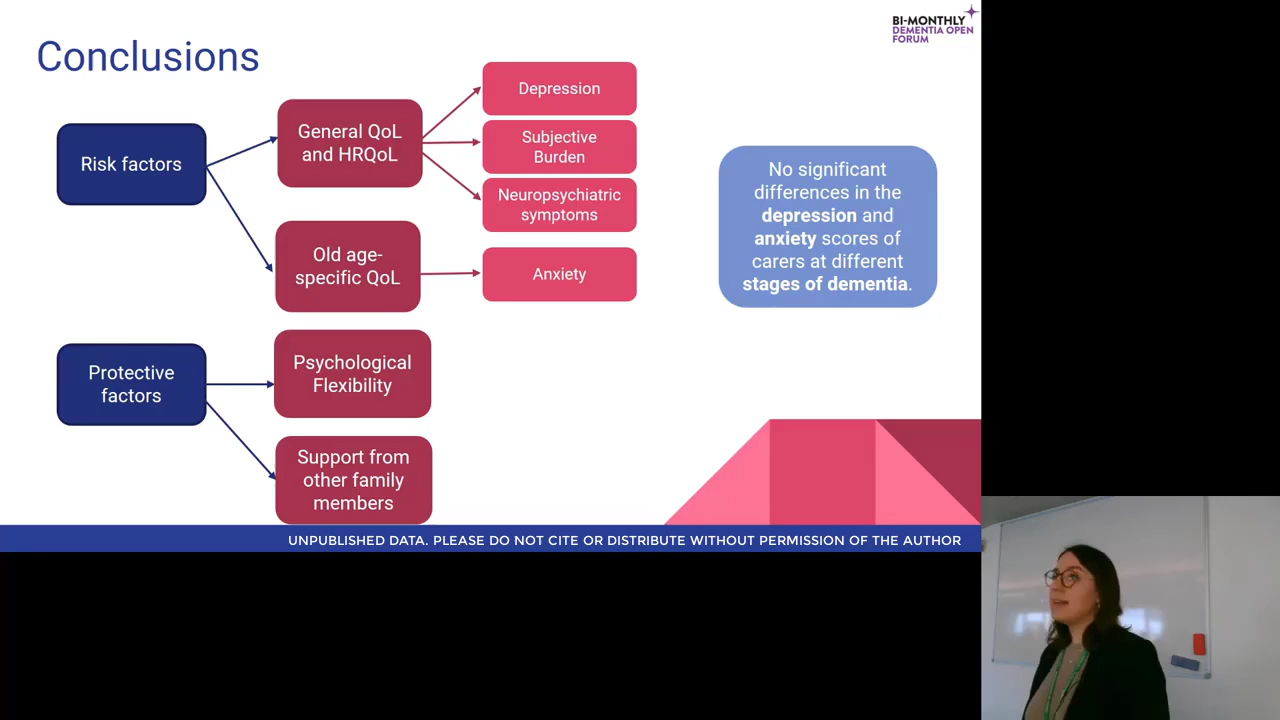 BI-MONTHLY
DEMENTIA OPEN
FORUM
Conclusions
Risk factors
General QoL
and HRQoL
Depression
Subjective
Burden
Neuropsychiatric
symptoms
Old age-
specific QoL
Anxiety
No significant
differences in the
depression and
anxiety scores of
carers at different
stages of dementia.
Protective
factors
Psychological
Flexibility
Support from
other family
members
UNPUBLISHED DATA. PLEASE DO NOT CITE OR DISTRIBUTE WITHOUT PERMISSION OF THE AUTHOR